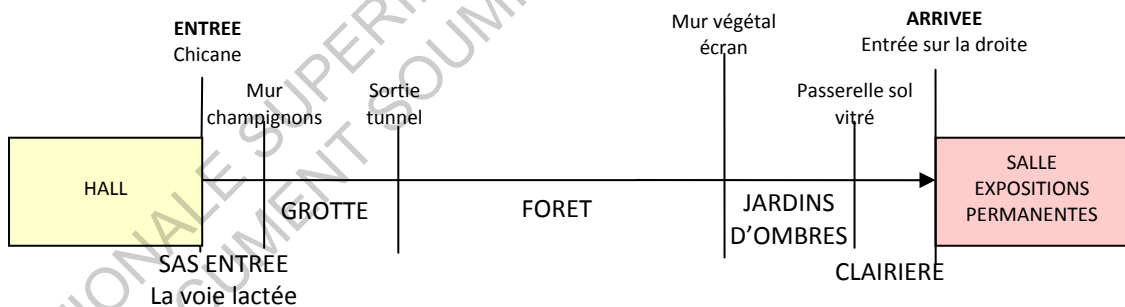 ENTREE
Chicane
Mur végétal
écran
ARRIVEE
Entrée sur la droite
Mur
champignons
Sortie
tunnel
Passerelle sol
vitré
HALL
SALLE
EXPOSITIONS
PERMANENTES
GROTTE
FORET
JARDINS
D'OMBRES
SAS ENTREE
La voie lactée
CLAIRIERE